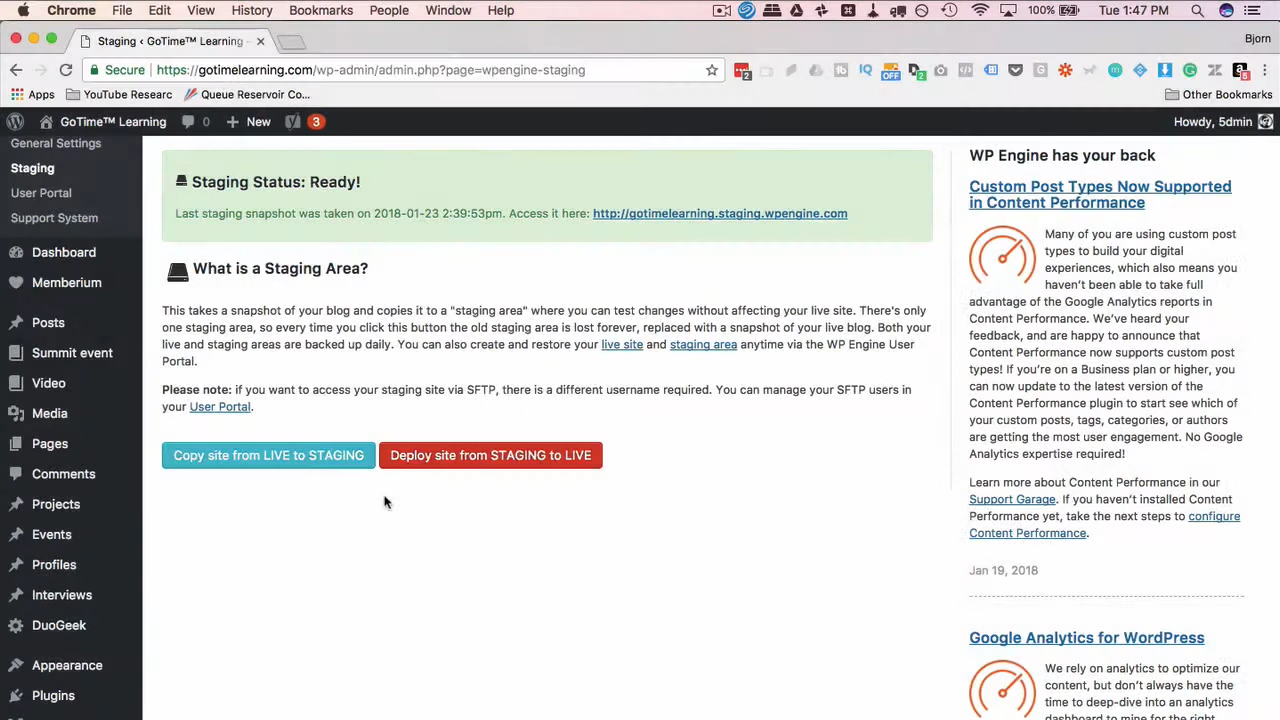 Chrome File Edit View History Bookmarks People Window Help 100% Tue 1:47 PM
Staging ‹ GoTime™ Learning Bjorn
Secure https://gotimelearning.com/wp-admin/admin.php?page=wpengine-staging
Apps YouTube Researc Queue Reservoir Co... Other Bookmarks
GoTime™ Learning 0 New 3 Howdy, 5dmin
General Settings
Staging
User Portal
Support System
Dashboard
Memberium
Posts
Summit event
Video
Media
Pages
Comments
Projects
Events
Profiles
Interviews
DuoGeek
Appearance
Plugins
Staging Status: Ready!
Last staging snapshot was taken on 2018-01-23 2:39:53pm. Access it here: http://gotimelearning.staging.wpengine.com
What is a Staging Area?
This takes a snapshot of your blog and copies it to a "staging area" where you can test changes without affecting your live site. There's only
one staging area, so every time you click this button the old staging area is lost forever, replaced with a snapshot of your live blog. Both your
live and staging areas are backed up daily. You can also create and restore your live site and staging area anytime via the WP Engine User
Portal.
Please note: if you want to access your staging site via SFTP, there is a different username required. You can manage your SFTP users in
your User Portal.
Copy site from LIVE to STAGING Deploy site from STAGING to LIVE
WP Engine has your back
Custom Post Types Now Supported
in Content Performance
Many of you are using custom post
types to build your digital
experiences, which also means you
haven't been able to take full
advantage of the Google Analytics reports in
Content Performance. We've heard your
feedback, and are happy to announce that
Content Performance now supports custom post
types! If you're on a Business plan or higher, you
can now update to the latest version of the
Content Performance plugin to start see which of
your custom posts, tags, categories, or authors
are getting the most user engagement. No Google
Analytics expertise required!
Learn more about Content Performance in our
Support Garage. If you haven't installed Content
Performance yet, take the next steps to configure
Content Performance.
Jan 19, 2018
Google Analytics for WordPress
We rely on analytics to optimize our
content, but don't always have the
time to deep-dive into an analytics
dashboard to mine for the right